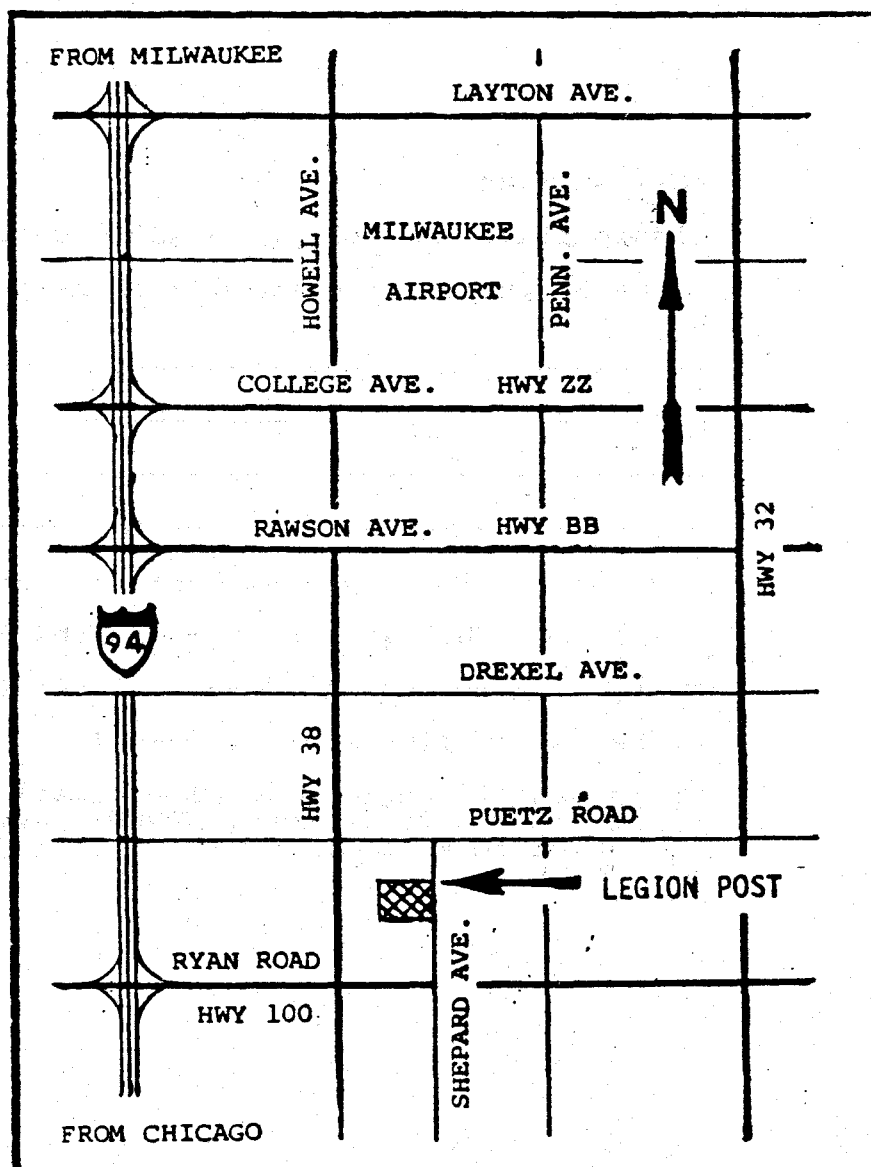 FROM MILWAUKEE
LAYTON AVE.
HOWELL AVE.
MILWAUKEE
AIRPORT
PENN. AVE.
N
COLLEGE AVE. HWY ZZ
RAWSON AVE. HWY BB
HWY 32
94
DREXEL AVE.
HWY 38
PUETZ ROAD
LEGION POST
RYAN ROAD
HWY 100
SHEPARD AVE.
FROM CHICAGO